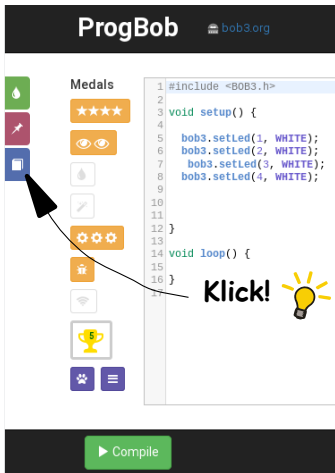 ProgBob
bob3.org
Medals
1 #include <BOB3.h>
2
3 void setup() {
4
5 bob3.setLed(1, WHITE);
6 bob3.setLed(2, WHITE);
7 bob3.setLed(3, WHITE);
8 bob3.setLed(4, WHITE);
9
10
11
12 }
13
14 void loop() {
15
16 }
17
5
Klick!
Compile